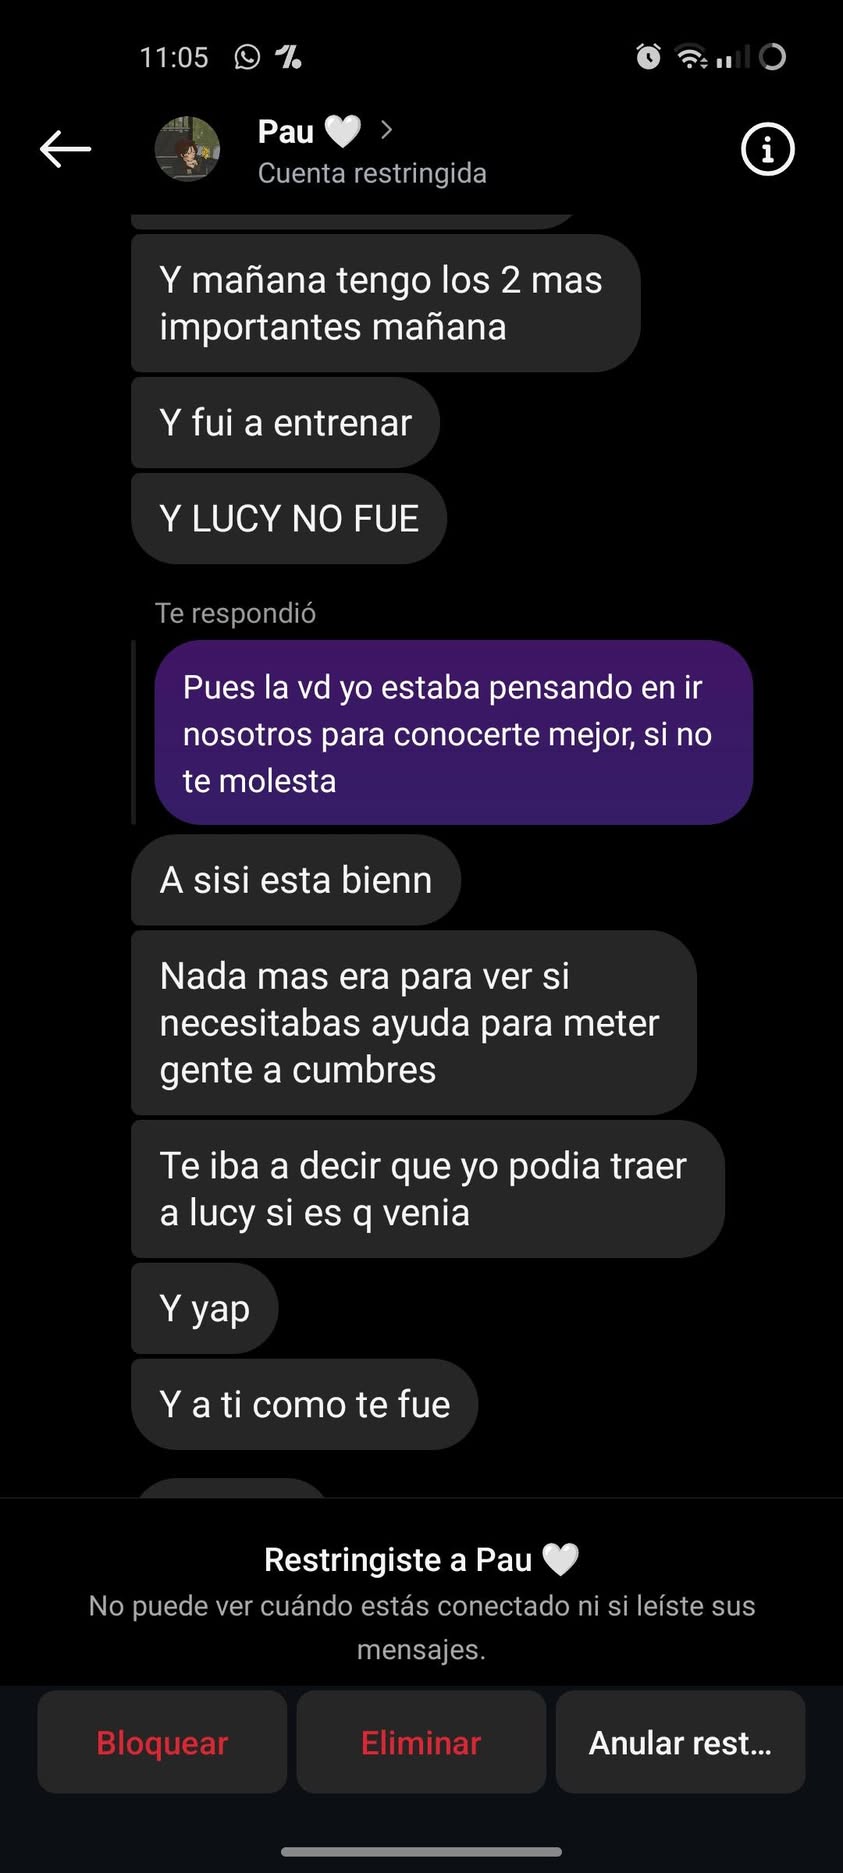 11:05
Pau 🤍 >
Cuenta restringida
Y mañana tengo los 2 mas
importantes mañana
Y fui a entrenar
Y LUCY NO FUE
Te respondió
Pues la vd yo estaba pensando en ir
nosotros para conocerte mejor, si no
te molesta
A sisi esta bienn
Nada mas era para ver si
necesitabas ayuda para meter
gente a cumbres
Te iba a decir que yo podia traer
a lucy si es q venia
Y yap
Y a ti como te fue
Restringiste a Pau 🤍
No puede ver cuándo estás conectado ni si leíste sus
mensajes.
Bloquear
Eliminar
Anular rest...